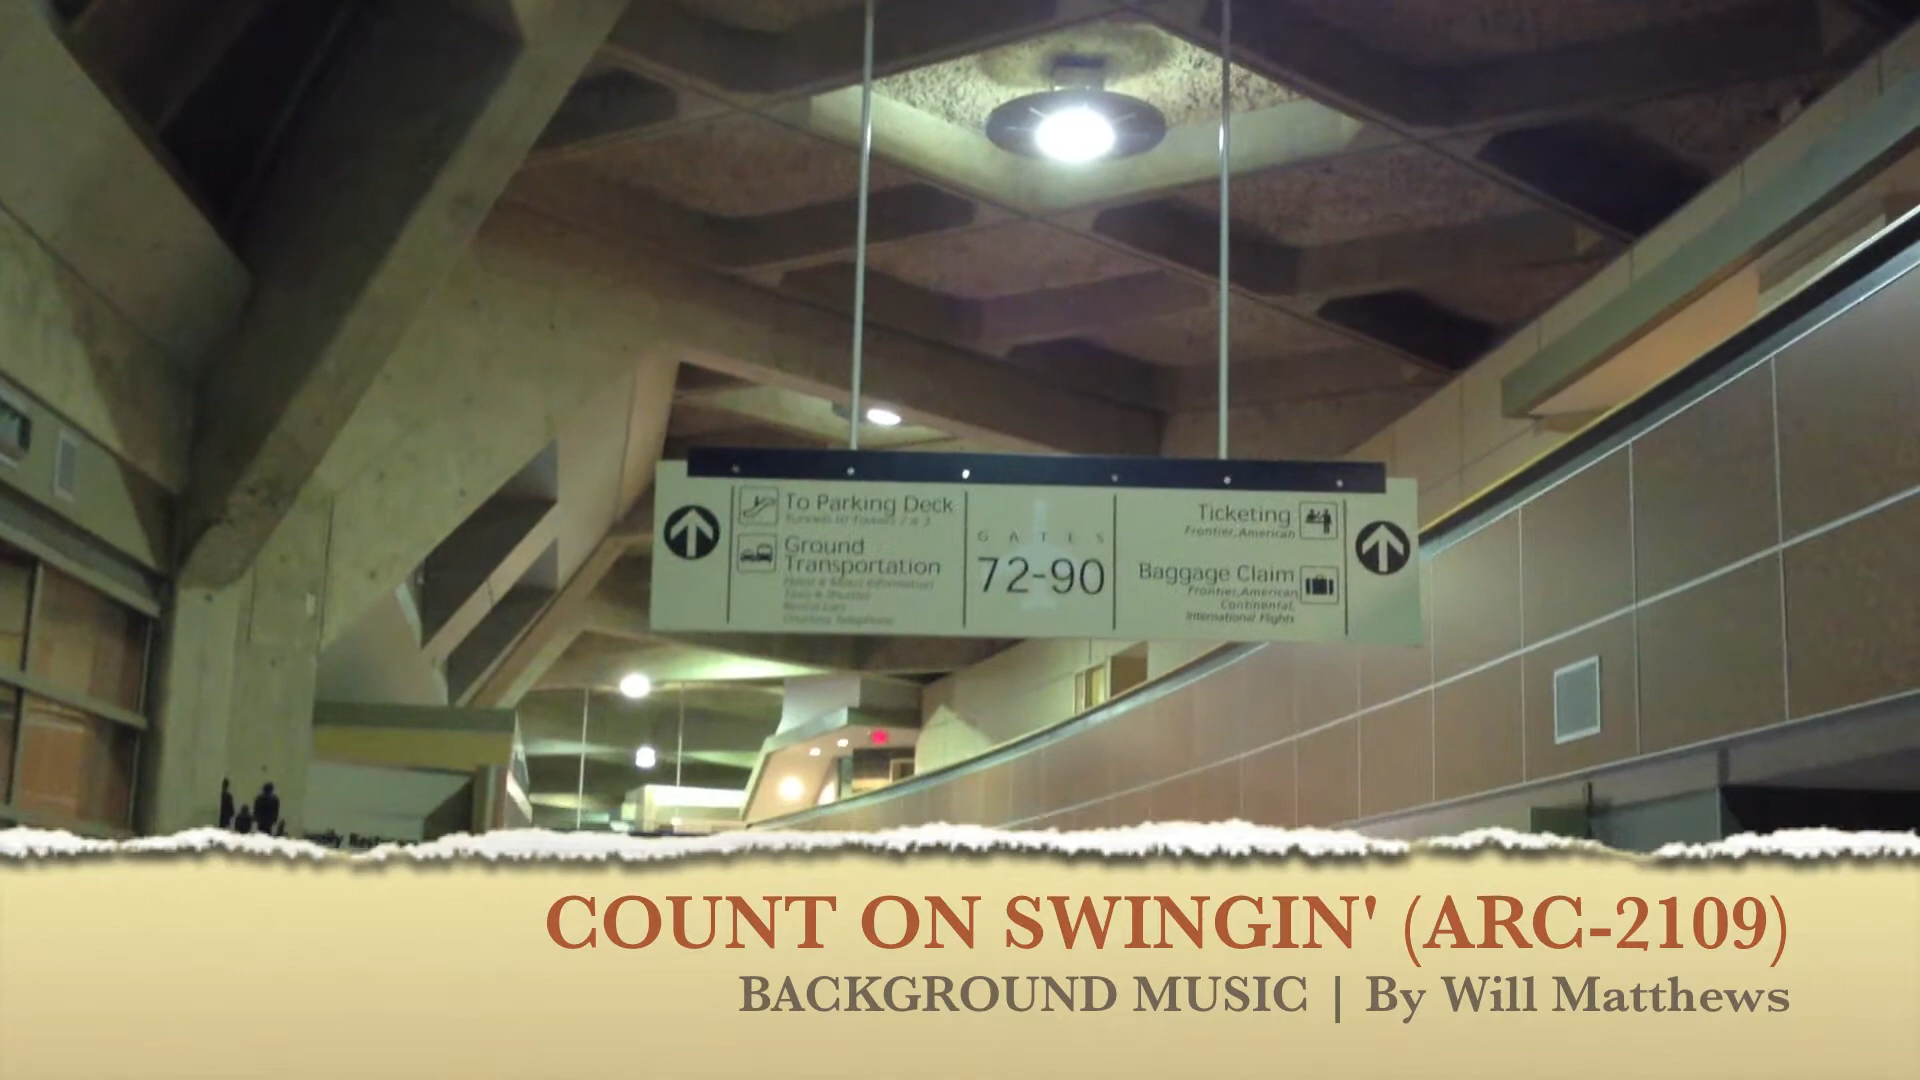 To Parking Deck
Ground
Transportation
GATES
72-90
Ticketing
Frontier, American
Baggage Claim
Frontier, American
Continental,
International Flights
COUNT ON SWINGIN' (ARC-2109)
BACKGROUND MUSIC | By Will Matthews